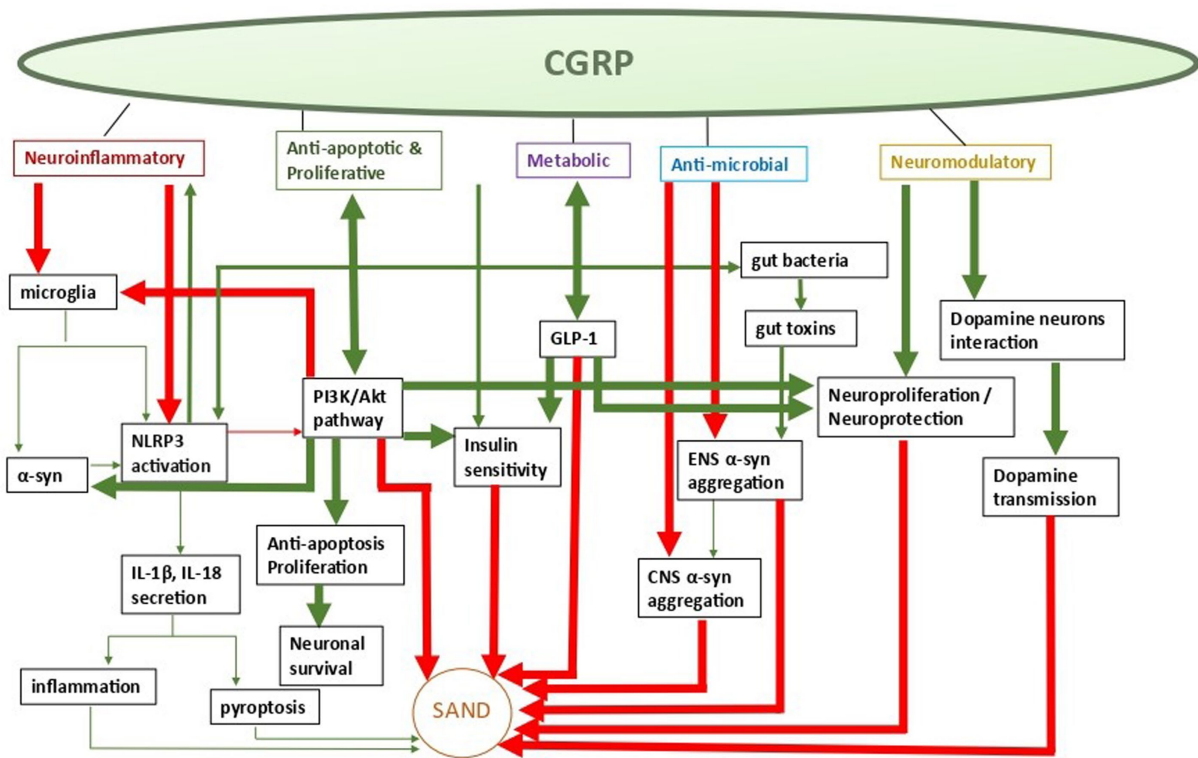 CGRP
Neuroinflammatory
Anti-apoptotic &
Proliferative
Metabolic
Anti-microbial
Neuromodulatory
gut bacteria
microglia
gut toxins
Dopamine neurons
interaction
GLP-1
PI3K/Akt
pathway
Neuroproliferation /
Neuroprotection
NLRP3
activation
Insulin
sensitivity
α-syn
ENS α-syn
aggregation
Dopamine
transmission
Anti-apoptosis
Proliferation
IL-1β, IL-18
secretion
CNS α-syn
aggregation
Neuronal
survival
inflammation
pyroptosis
SAND